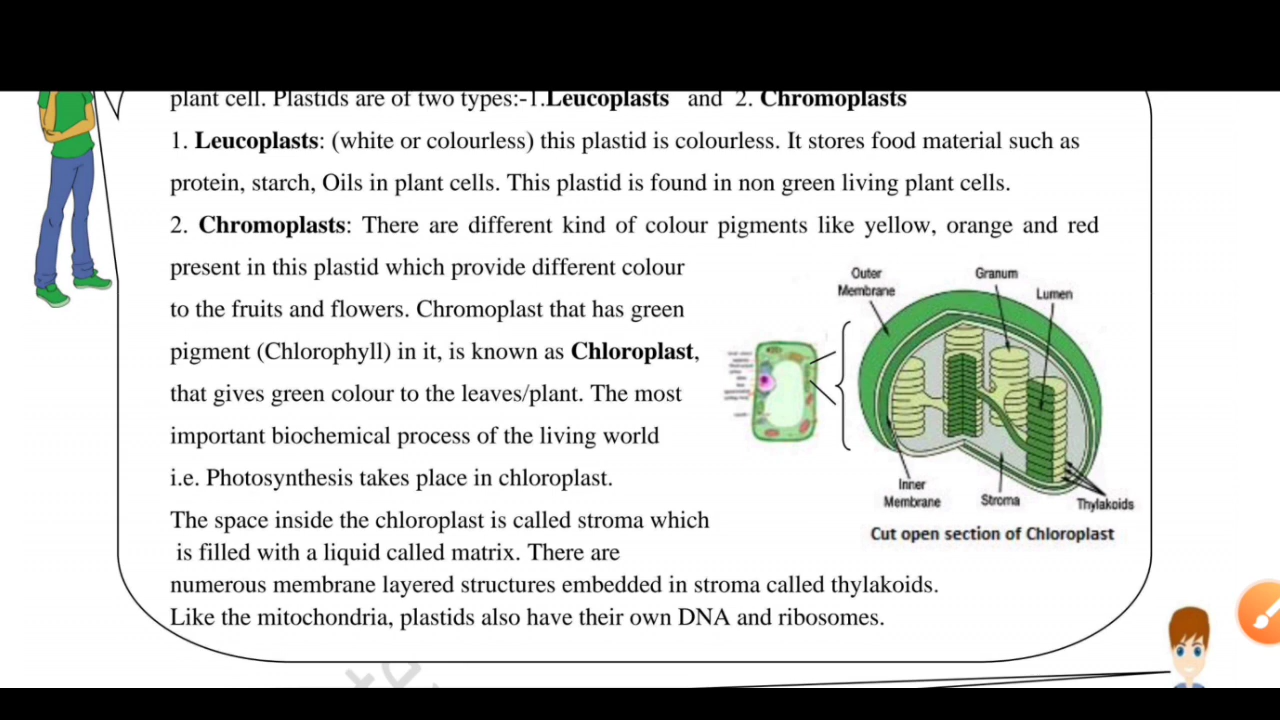 plant cell. Plastids are of two types:-1.Leucoplasts and 2. Chromoplasts
1. Leucoplasts: (white or colourless) this plastid is colourless. It stores food material such as
protein, starch, Oils in plant cells. This plastid is found in non green living plant cells.
2. Chromoplasts: There are different kind of colour pigments like yellow, orange and red
present in this plastid which provide different colour
to the fruits and flowers. Chromoplast that has green
pigment (Chlorophyll) in it, is known as Chloroplast,
that gives green colour to the leaves/plant. The most
important biochemical process of the living world
i.e. Photosynthesis takes place in chloroplast.
The space inside the chloroplast is called stroma which
is filled with a liquid called matrix. There are
numerous membrane layered structures embedded in stroma called thylakoids.
Like the mitochondria, plastids also have their own DNA and ribosomes.
Outer
Membrane
Granum
Lumen
Inner
Membrane
Stroma
Thylakoids
Cut open section of Chloroplast